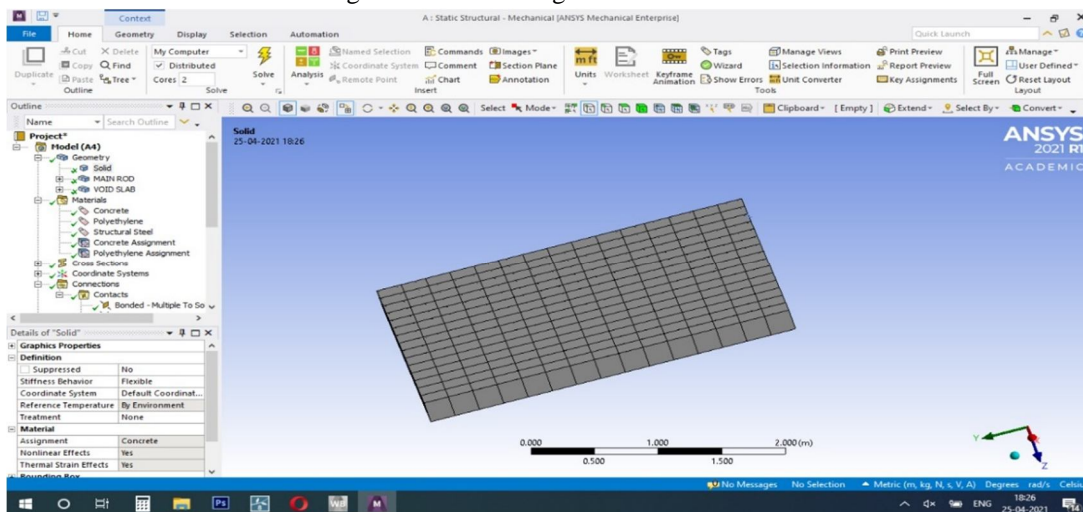 Context
A : Static Structural - Mechanical [ANSYS Mechanical Enterprise]
File Home Geometry Display Selection Automation Quick Launch
Duplicate Cut Copy Paste Delete Find Tree
Outline
My Computer
Distributed
Cores 2
Solve
Solve
Analysis
Named Selection Coordinate System Remote Point
Commands Comment Chart
Images Section Plane Annotation
Insert
Units Worksheet Keyframe Animation
Tags Wizard Show Errors
Manage Views Selection Information Unit Converter
Print Preview Report Preview Key Assignments
Tools
Full Screen
Manage User Defined Reset Layout
Layout
Outline
Select Mode Clipboard [ Empty ] Extend Select By Convert
Name Search Outline
Project*
Model (A4)
Geometry
Solid
MAIN ROD
VOID SLAB
Materials
Concrete
Polyethylene
Structural Steel
Concrete Assignment
Polyethylene Assignment
Cross Sections
Coordinate Systems
Connections
Contacts
Bonded - Multiple To So
Details of "Solid"
Graphics Properties
Definition
Suppressed No
Stiffness Behavior Flexible
Coordinate System Default Coordinat...
Reference Temperature By Environment
Treatment None
Material
Assignment Concrete
Nonlinear Effects Yes
Thermal Strain Effects Yes
Bounding Box
Solid
25-04-2021 18:26
ANSYS
2021 R1
ACADEMIC
0.000 1.000 2.000 (m)
0.500 1.500
Y
Z
No Messages No Selection Metric (m, kg, N, s, V, A) Degrees rad/s Celsiu
Ps
WB
M
ENG
18:26
25-04-2021